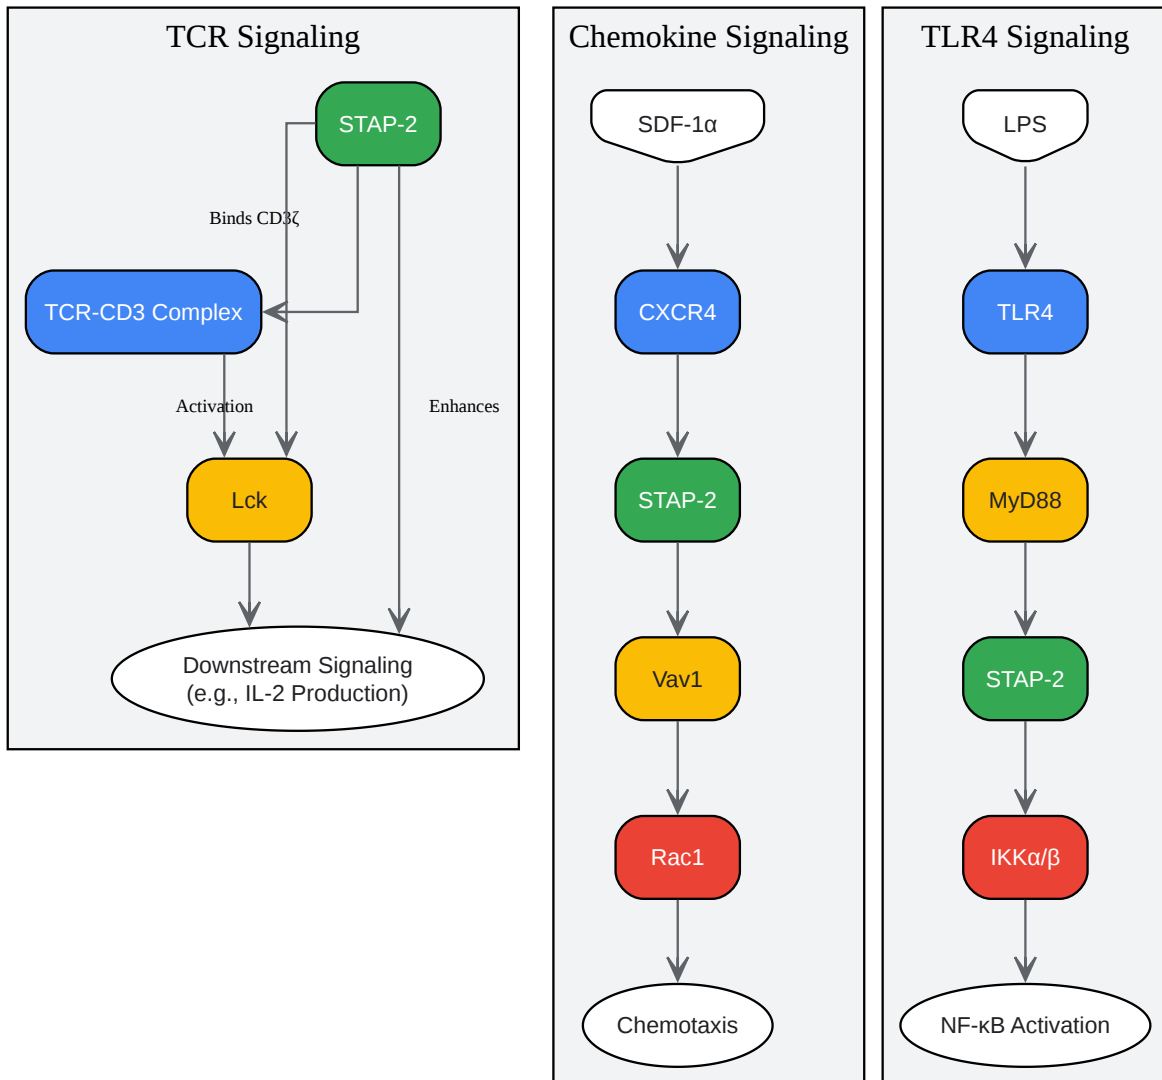 TCR Signaling
STAP-2
Binds CD3ζ
TCR-CD3 Complex
Activation
Enhances
Lck
Downstream Signaling
(e.g., IL-2 Production)
Chemokine Signaling
SDF-1α
CXCR4
STAP-2
Vav1
Rac1
Chemotaxis
TLR4 Signaling
LPS
TLR4
MyD88
STAP-2
IKKα/β
NF-κB Activation